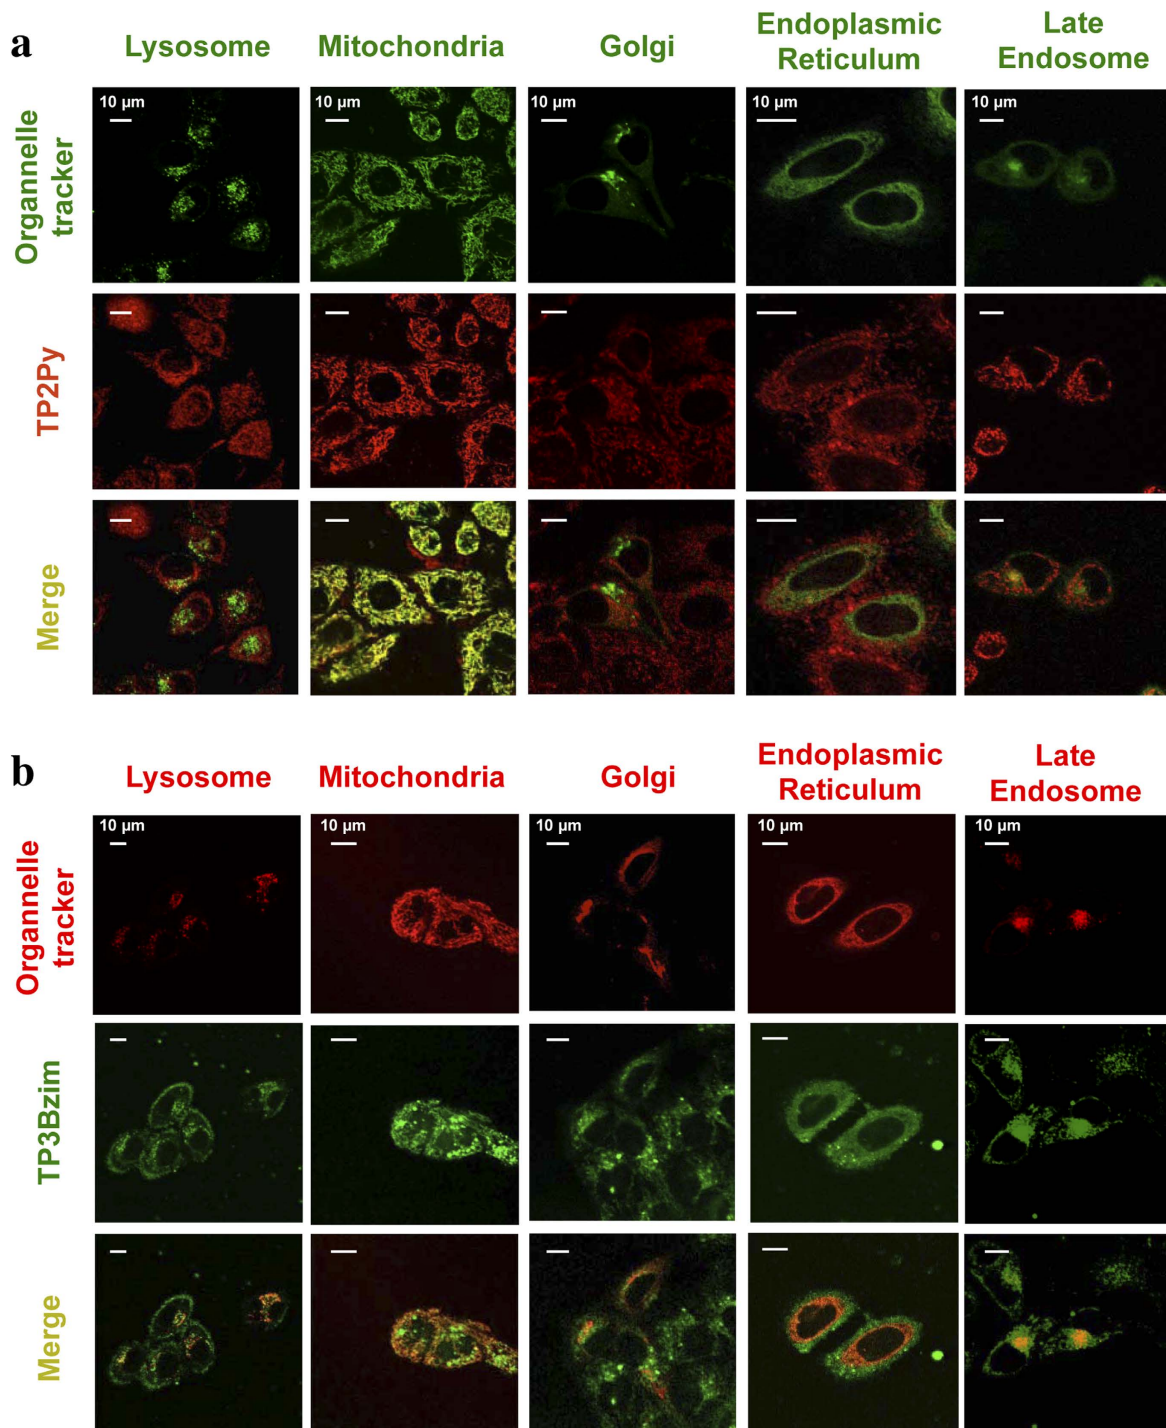 a
Lysosome
Mitochondria
Golgi
Endoplasmic
Reticulum
Late
Endosome
Organnelle
tracker
10 µm
10 µm
10 µm
10 µm
10 µm
TP2Py
Merge
b
Lysosome
Mitochondria
Golgi
Endoplasmic
Reticulum
Late
Endosome
Organnelle
tracker
10 µm
10 µm
10 µm
10 µm
10 µm
TP3Bzim
Merge